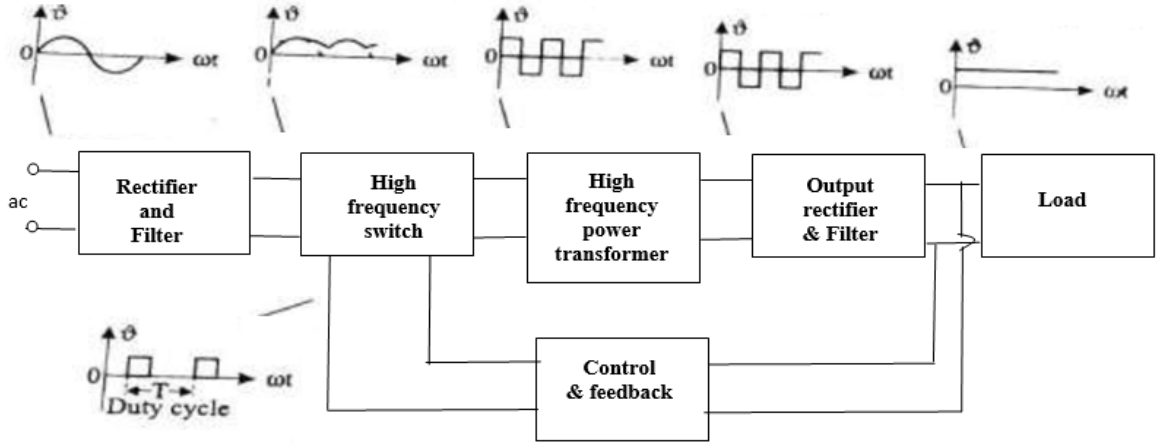 ϑ
0
ωt
ϑ
0
ωt
ϑ
0
ωt
ϑ
0
ωt
ϑ
0
ωt
ac
Rectifier
and
Filter
High
frequency
switch
High
frequency
power
transformer
Output
rectifier
& Filter
Load
ϑ
0
ωt
T
Duty cycle
Control
& feedback